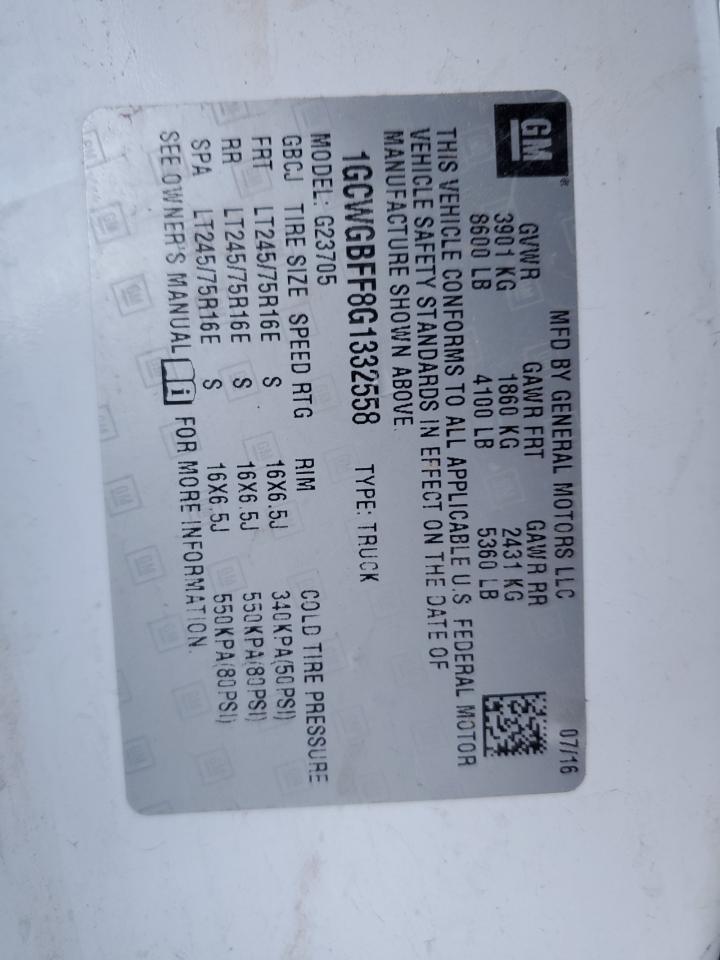 GM
MFD BY GENERAL MOTORS LLC 07/16
GVWR GAWR FRT GAWR RR
3901 KG 1860 KG 2431 KG
8600 LB 4100 LB 5360 LB
THIS VEHICLE CONFORMS TO ALL APPLICABLE U.S. FEDERAL MOTOR
VEHICLE SAFETY STANDARDS IN EFFECT ON THE DATE OF
MANUFACTURE SHOWN ABOVE.
1GCWGBFF8G1332558 TYPE: TRUCK
MODEL: G23705
GBCJ TIRE SIZE SPEED RTG RIM COLD TIRE PRESSURE
FRT LT245/75R16E S 16X6.5J 340KPA(50PSI)
RR LT245/75R16E S 16X6.5J 550KPA(80PSI)
SPA LT245/75R16E S 16X6.5J 550KPA(80PSI)
SEE OWNER'S MANUAL i FOR MORE INFORMATION.